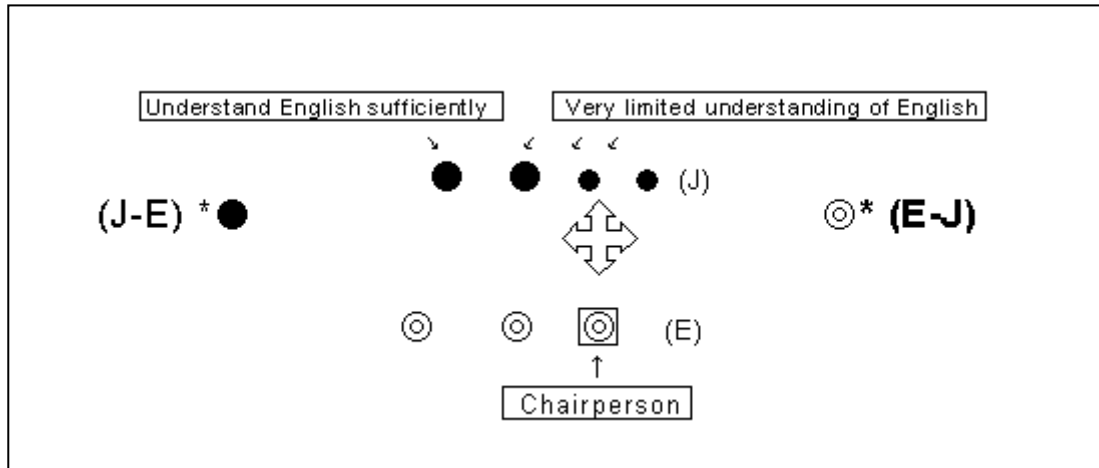 Understand English sufficiently
Very limited understanding of English
(J)
(J-E) *
* (E-J)
(E)
Chairperson